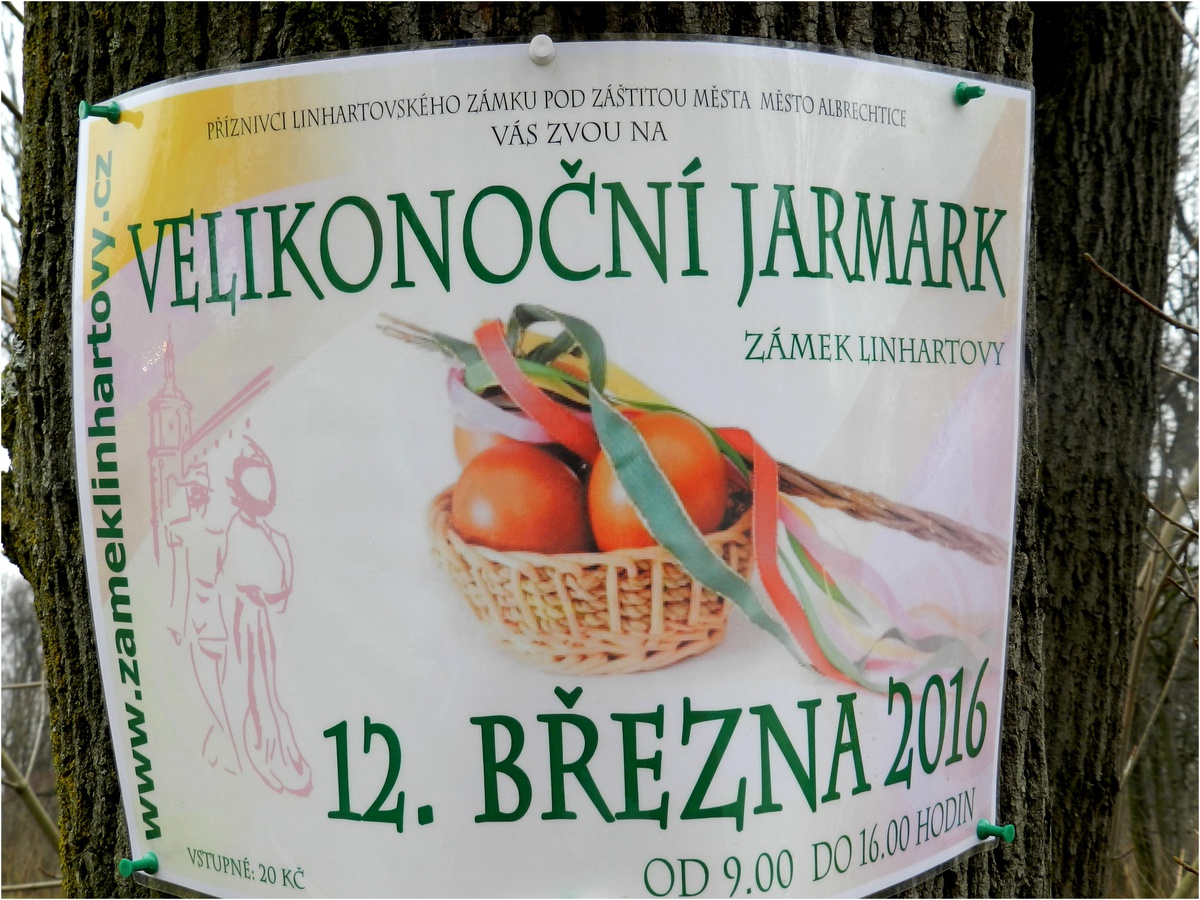 PŘÍZNIVCI LINHARTOVSKÉHO ZÁMKU POD ZÁŠTITOU MĚSTA MĚSTO ALBRECHTICE
VÁS ZVOU NA
VELIKONOČNÍ JARMARK
ZÁMEK LINHARTOVY
www.zameklinhartovy.cz
12. BŘEZNA 2016
OD 9.00 DO 16.00 HODIN
VSTUPNÉ: 20 KČ